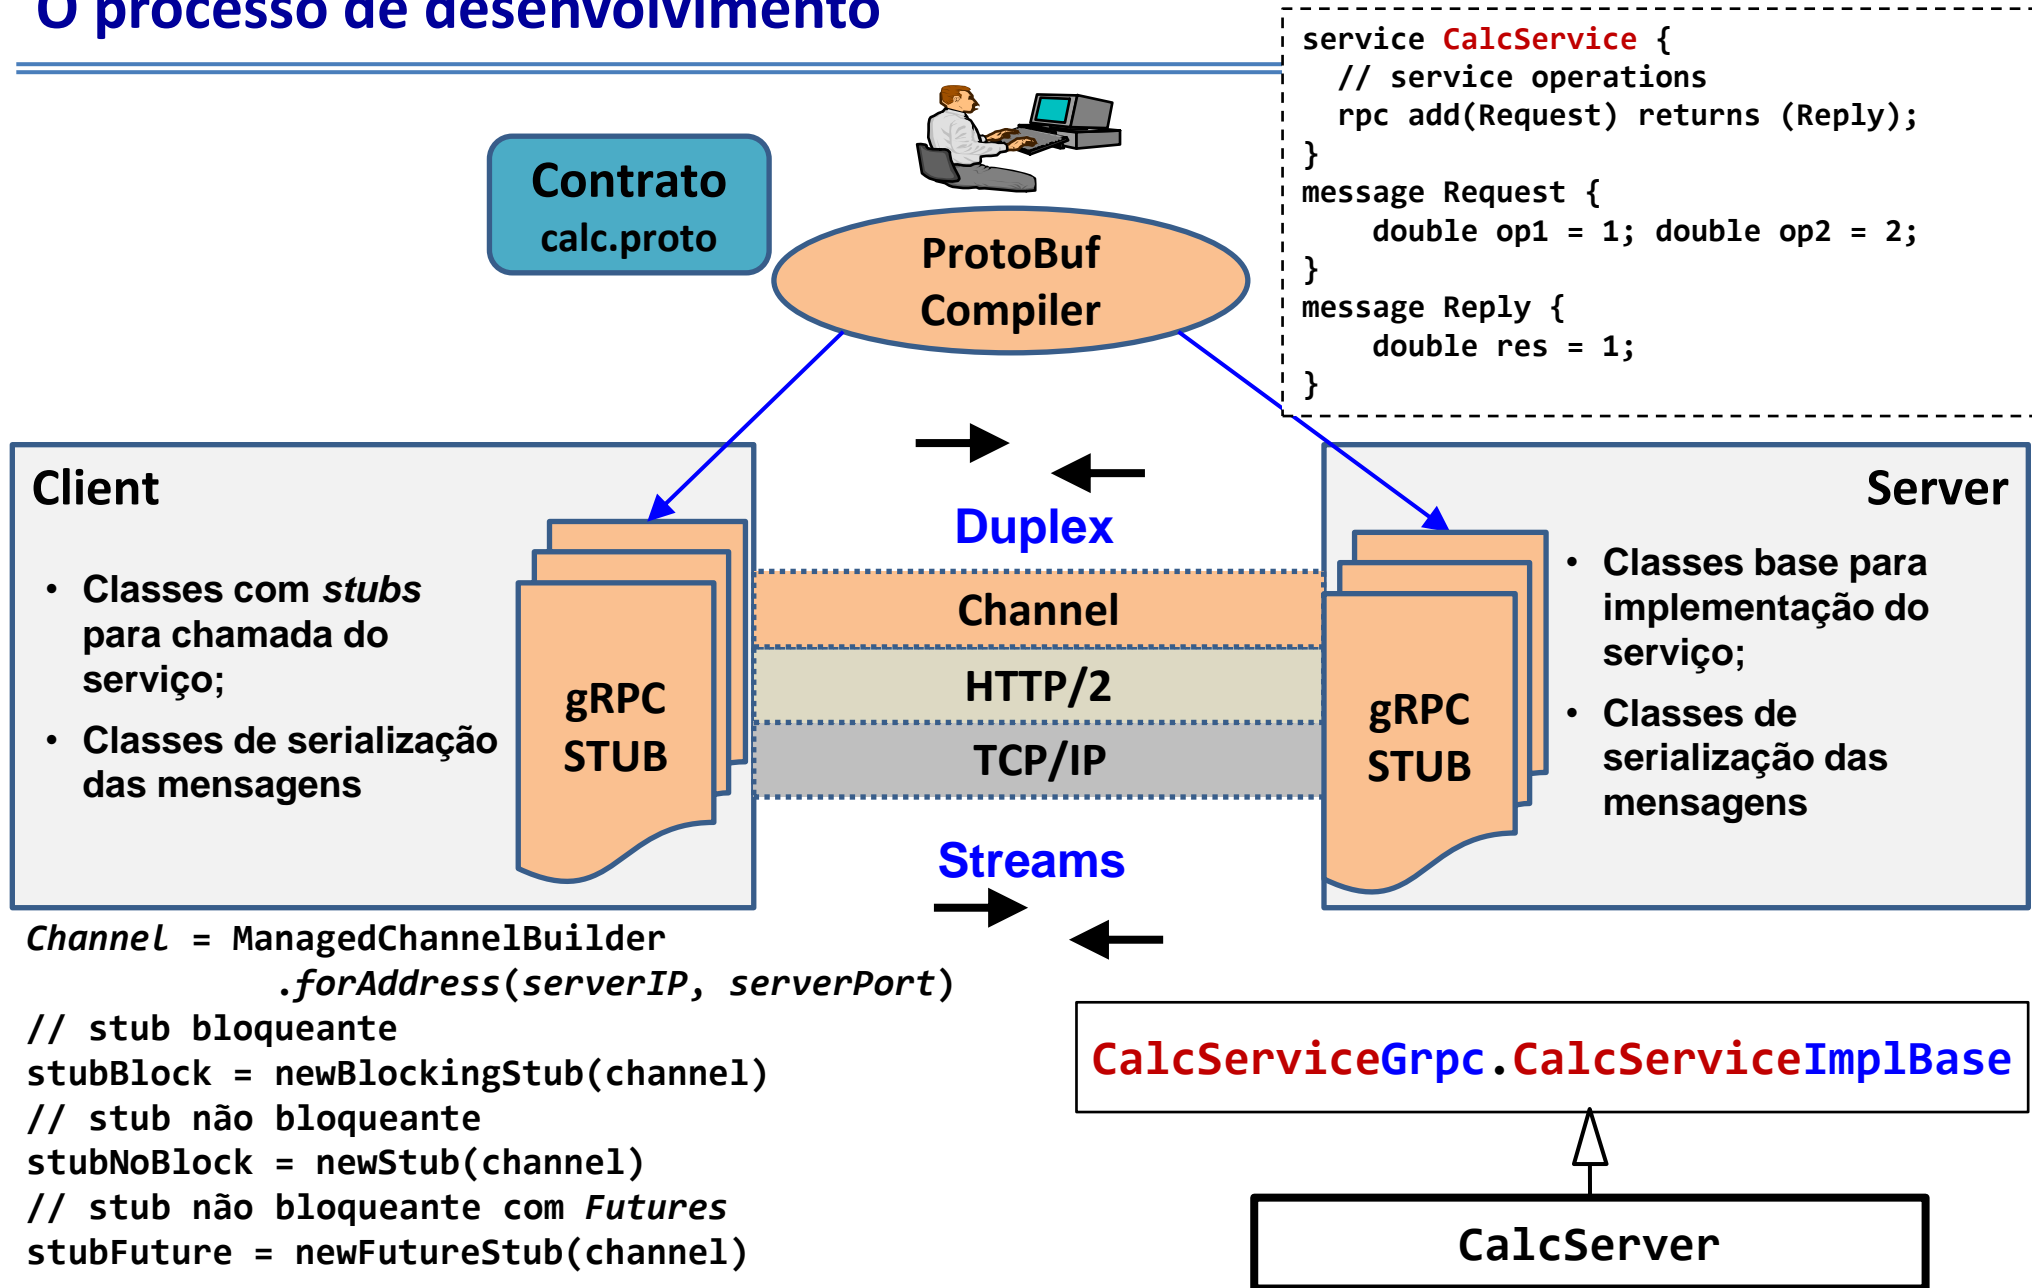 O processo de desenvolvimento
service CalcService {
// service operations
rpc add(Request) returns (Reply);
}
message Request {
double op1 = 1; double op2 = 2;
}
message Reply {
double res = 1;
}
Contrato
calc.proto
ProtoBuf
Compiler
Client
• Classes com stubs
para chamada do
serviço;
• Classes de serialização
das mensagens
gRPC
STUB
Duplex
Channel
HTTP/2
TCP/IP
Streams
Server
gRPC
STUB
• Classes base para
implementação do
serviço;
• Classes de
serialização das
mensagens
Channel = ManagedChannelBuilder
.forAddress(serverIP, serverPort)
// stub bloqueante
stubBlock = newBlockingStub(channel)
// stub não bloqueante
stubNoBlock = newStub(channel)
// stub não bloqueante com Futures
stubFuture = newFutureStub(channel)
CalcServiceGrpc.CalcServiceImplBase
CalcServer